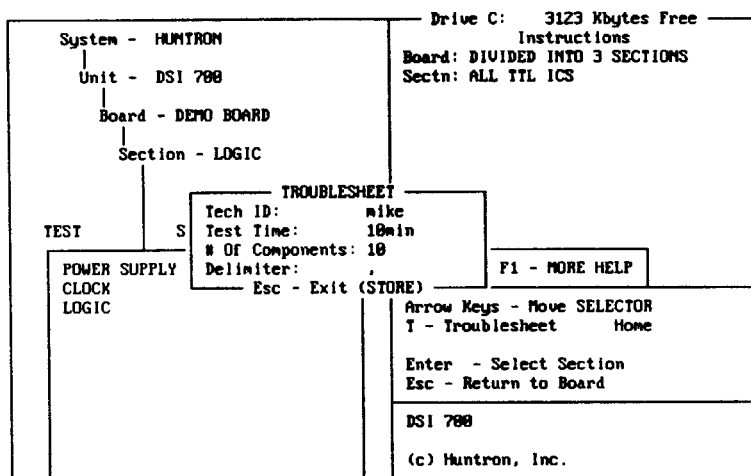 System - HUNTRON
Unit - DSI 700
Board - DEMO BOARD
Section - LOGIC
Drive C: 3123 Kbytes Free
Instructions
Board: DIVIDED INTO 3 SECTIONS
Sectn: ALL TTL ICS
TROUBLESHEET
Tech ID: mike
Test Time: 10min
# Of Components: 10
Delimiter: ,
Esc - Exit (STORE)
TEST S
POWER SUPPLY
CLOCK
LOGIC
F1 - MORE HELP
Arrow Keys - Move SELECTOR
T - Troublesheet Home
Enter - Select Section
Esc - Return to Board
DSI 700
(c) Huntron, Inc.